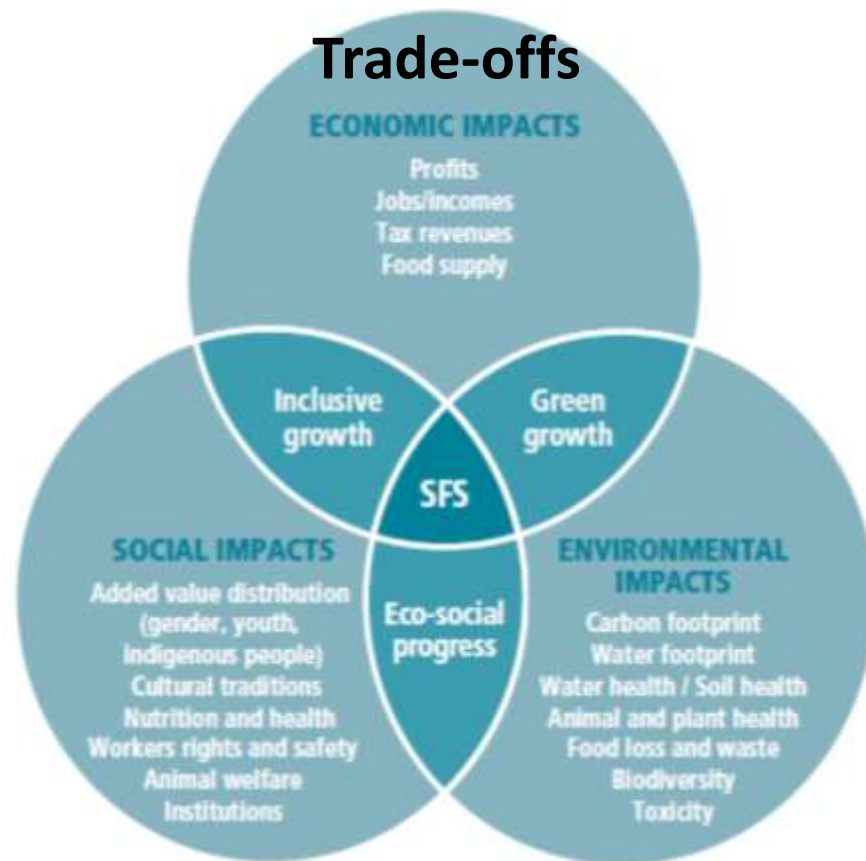 Trade-offs
ECONOMIC IMPACTS
Profits
Jobs/incomes
Tax revenues
Food supply
Inclusive
growth
Green
growth
SFS
SOCIAL IMPACTS
Added value distribution
(gender, youth,
indigenous people)
Cultural traditions
Nutrition and health
Workers rights and safety
Animal welfare
Institutions
Eco-social
progress
ENVIRONMENTAL
IMPACTS
Carbon footprint
Water footprint
Water health / Soil health
Animal and plant health
Food loss and waste
Biodiversity
Toxicity